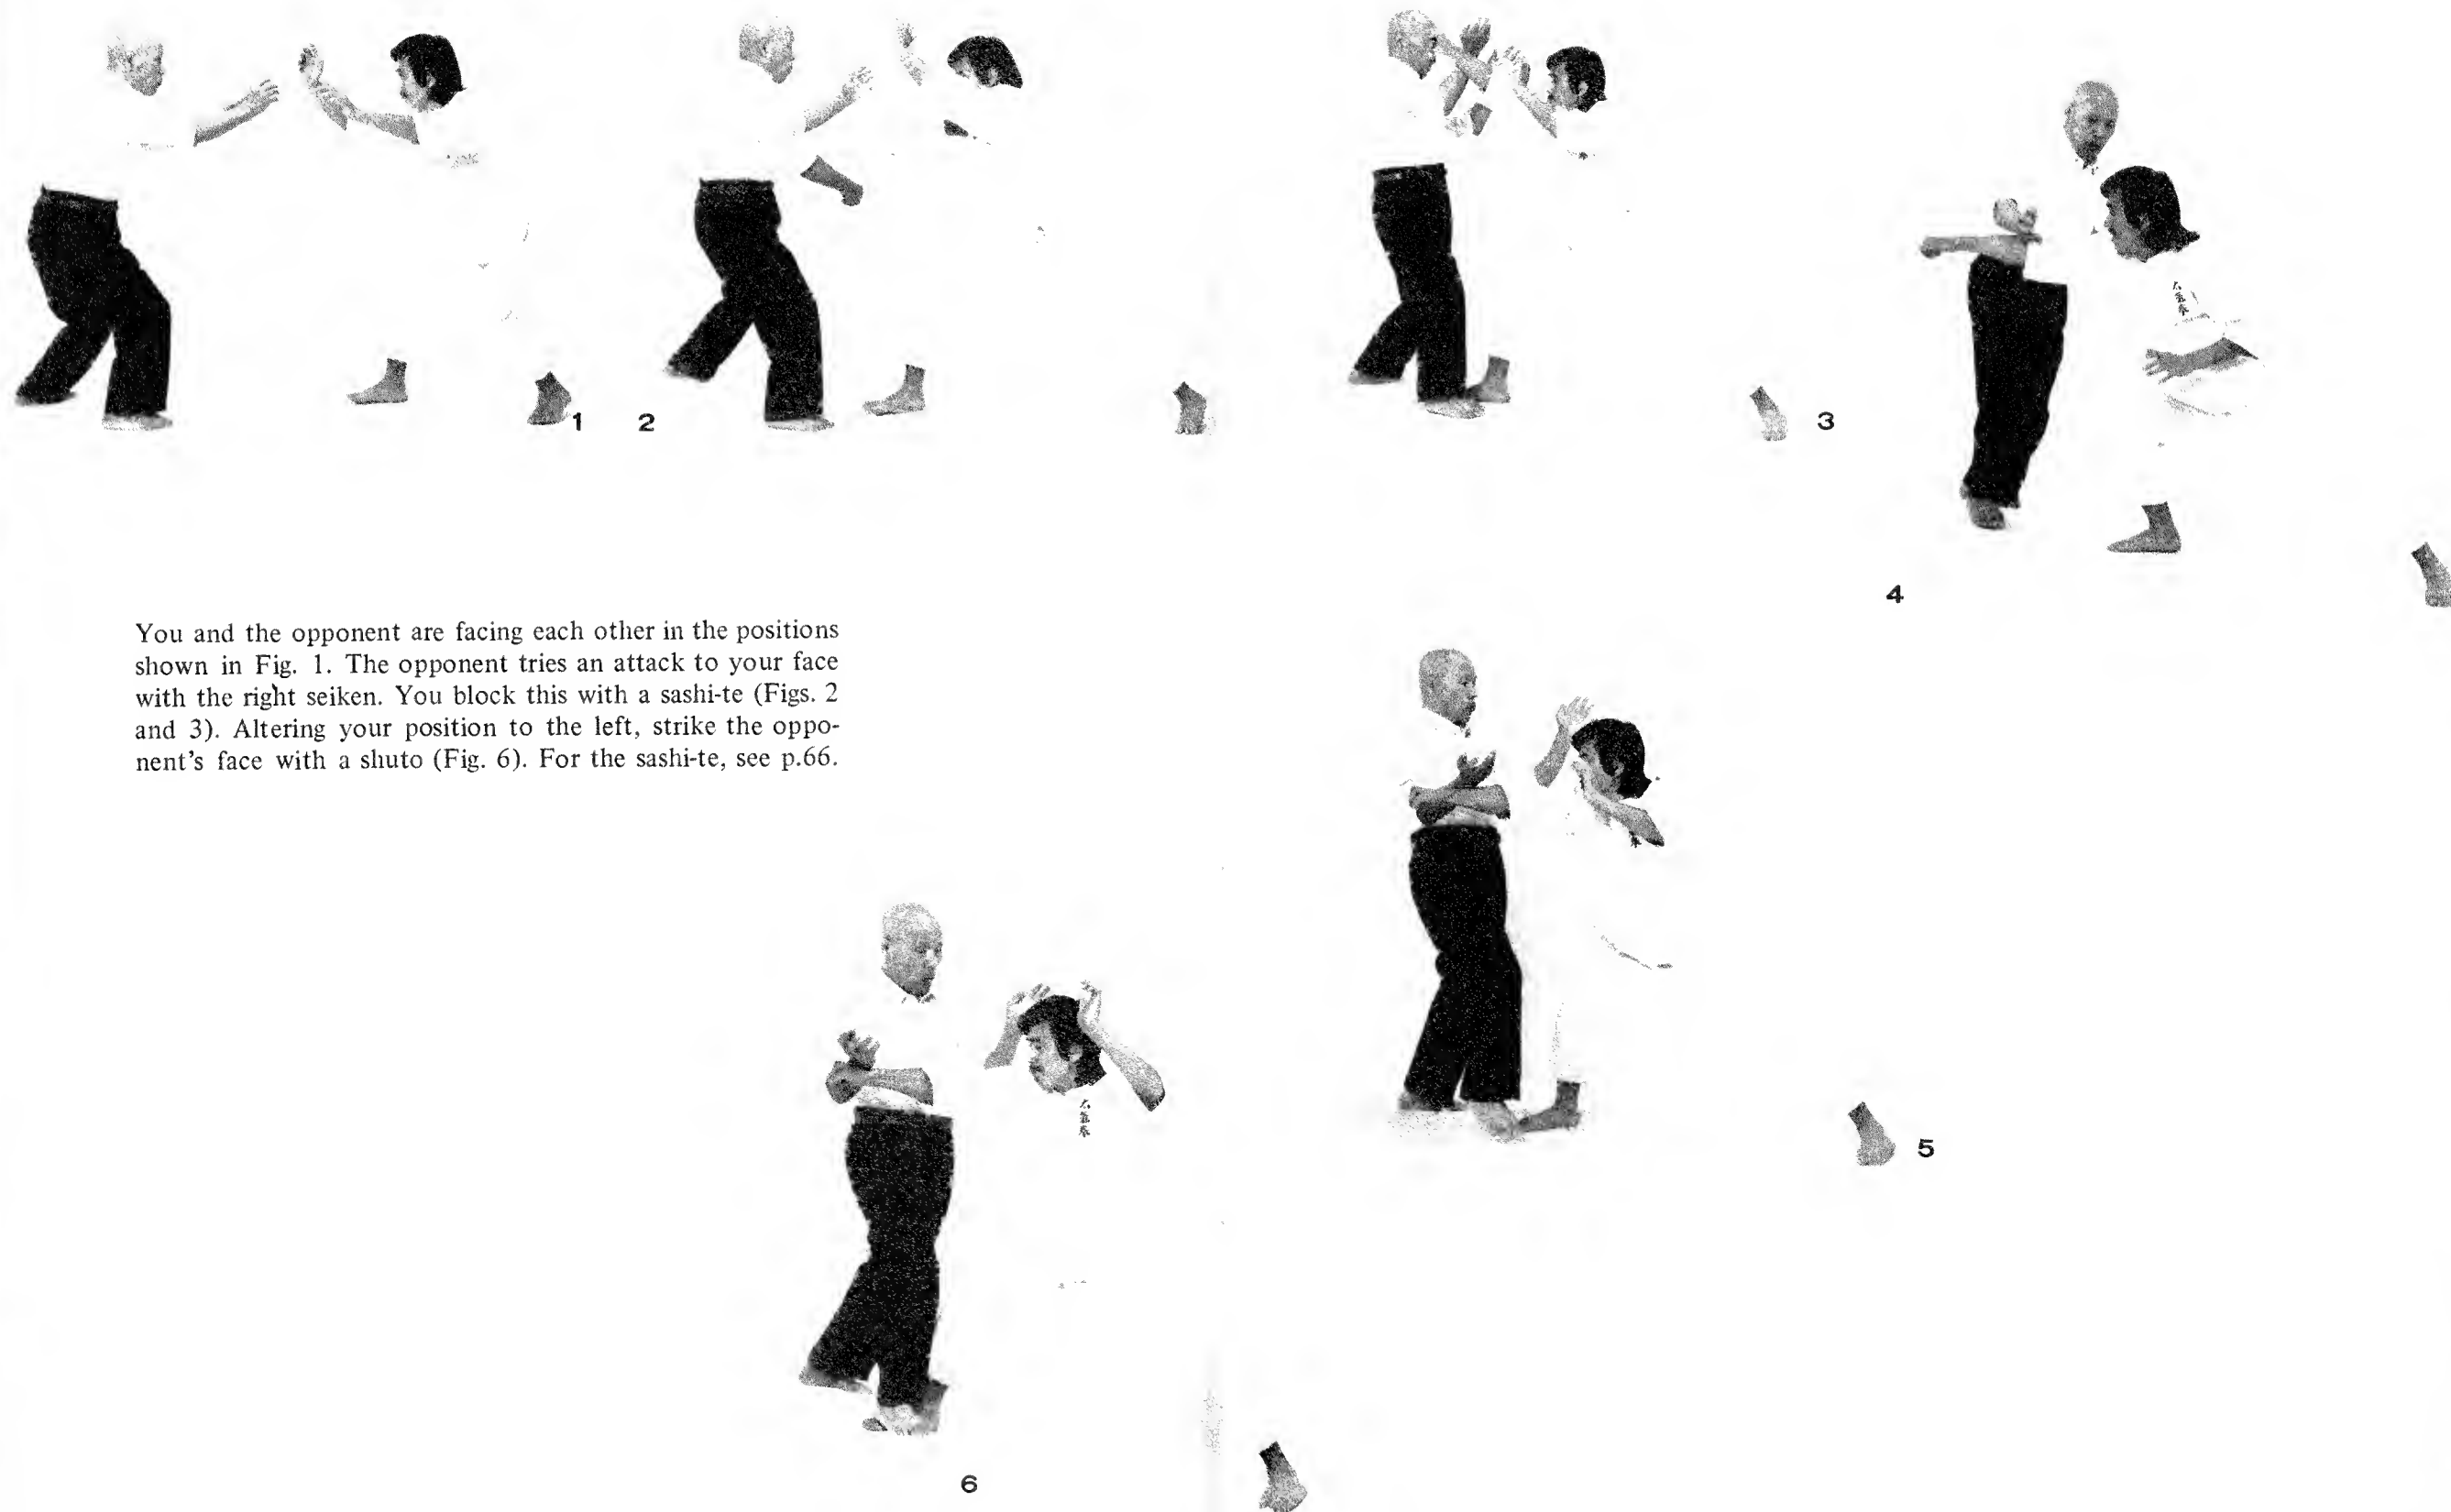 1
2
3
4
You and the opponent are facing each other in the positions
shown in Fig. 1. The opponent tries an attack to your face
with the right seiken. You block this with a sashi-te (Figs. 2
and 3). Altering your position to the left, strike the oppo-
nent's face with a shuto (Fig. 6). For the sashi-te, see p.66.
5
6